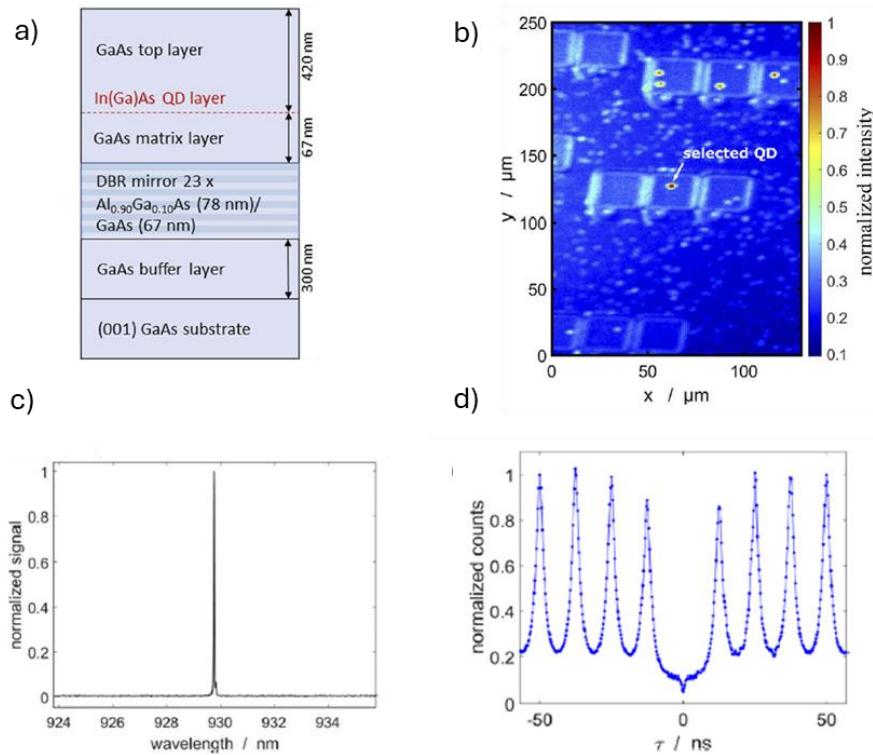 a)
GaAs top layer
420 nm
In(Ga)As QD layer
GaAs matrix layer
67 nm
DBR mirror 23 x
Al0.90Ga0.10As (78 nm)/
GaAs (67 nm)
GaAs buffer layer
300 nm
(001) GaAs substrate
b)
250
200
150
100
50
0
y / µm
0
50
100
x / µm
selected QD
1
0.9
0.8
0.7
0.6
0.5
0.4
0.3
0.2
0.1
normalized intensity
c)
1
0.8
0.6
0.4
0.2
0
normalized signal
924
926
928
930
932
934
wavelength / nm
d)
1
0.8
0.6
0.4
0.2
0
normalized counts
-50
0
50
τ / ns